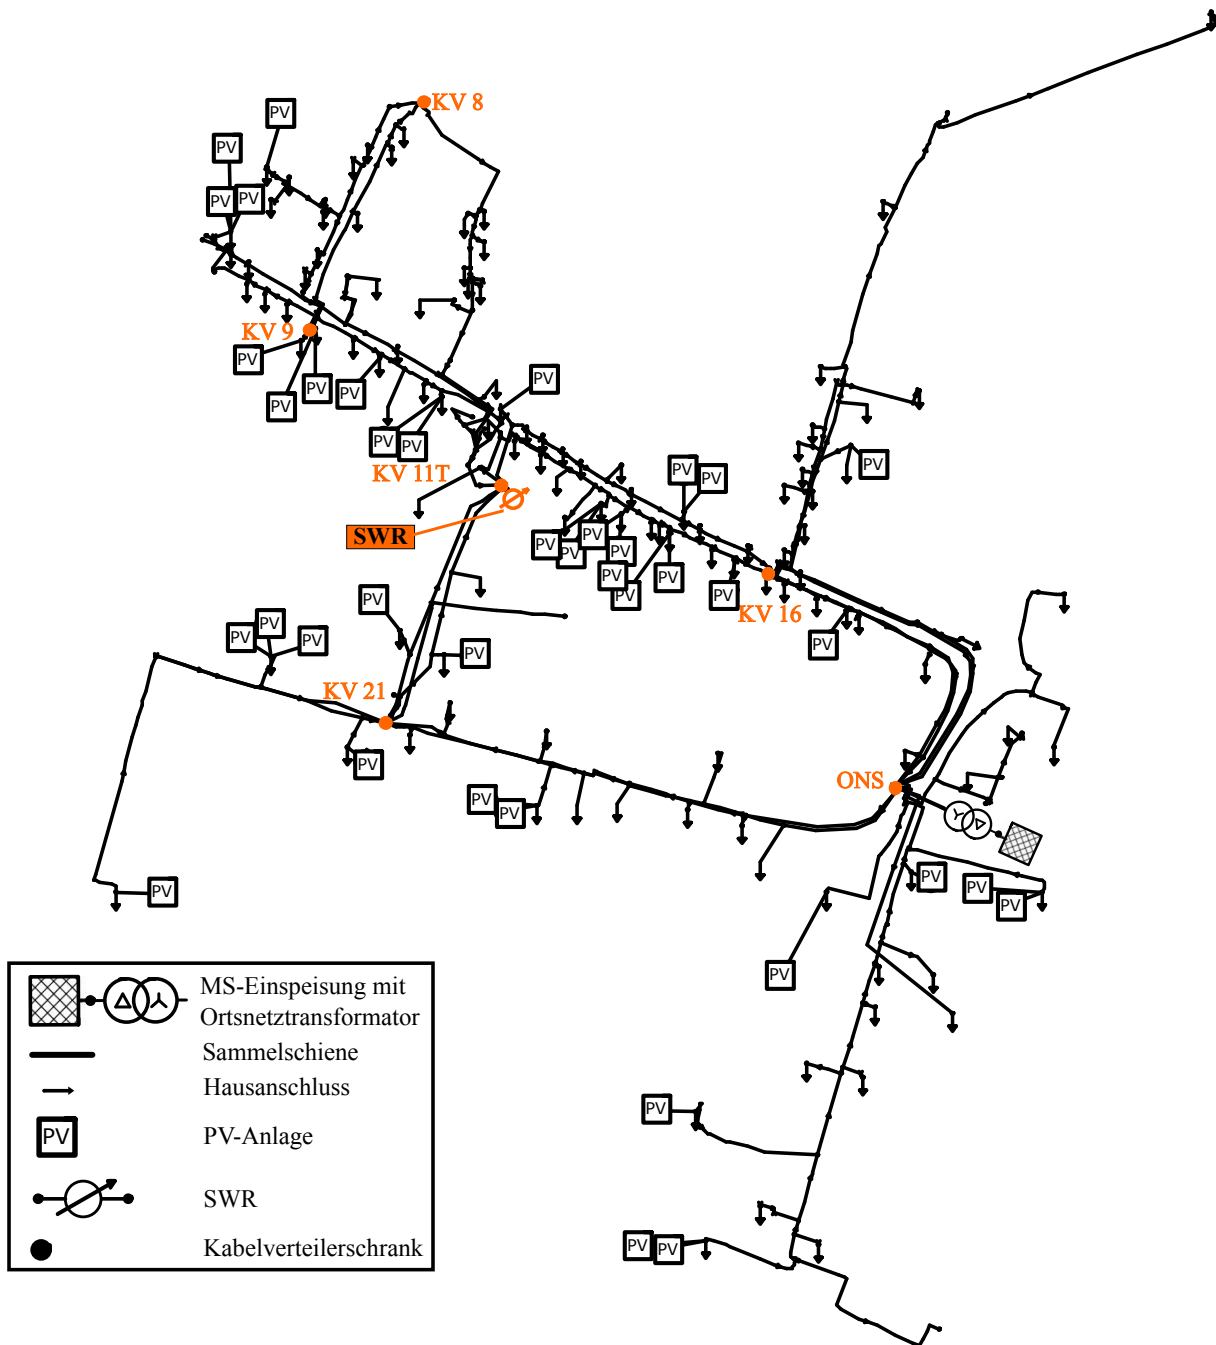 KV 8
PV
PV
PV
PV
KV 9
PV
PV
PV
PV
PV
PV
PV
KV 11T
PV
PV
PV
SWR
PV
PV
PV
PV
PV
PV
PV
PV
KV 16
PV
PV
PV
PV
PV
PV
KV 21
PV
ONS
PV
PV
PV
PV
PV
PV
PV
PV
MS-Einspeisung mit
Ortsnetztransformator
Sammelschiene
Hausanschluss
PV
PV-Anlage
SWR
Kabelverteilerschrank
PV
PV
PV